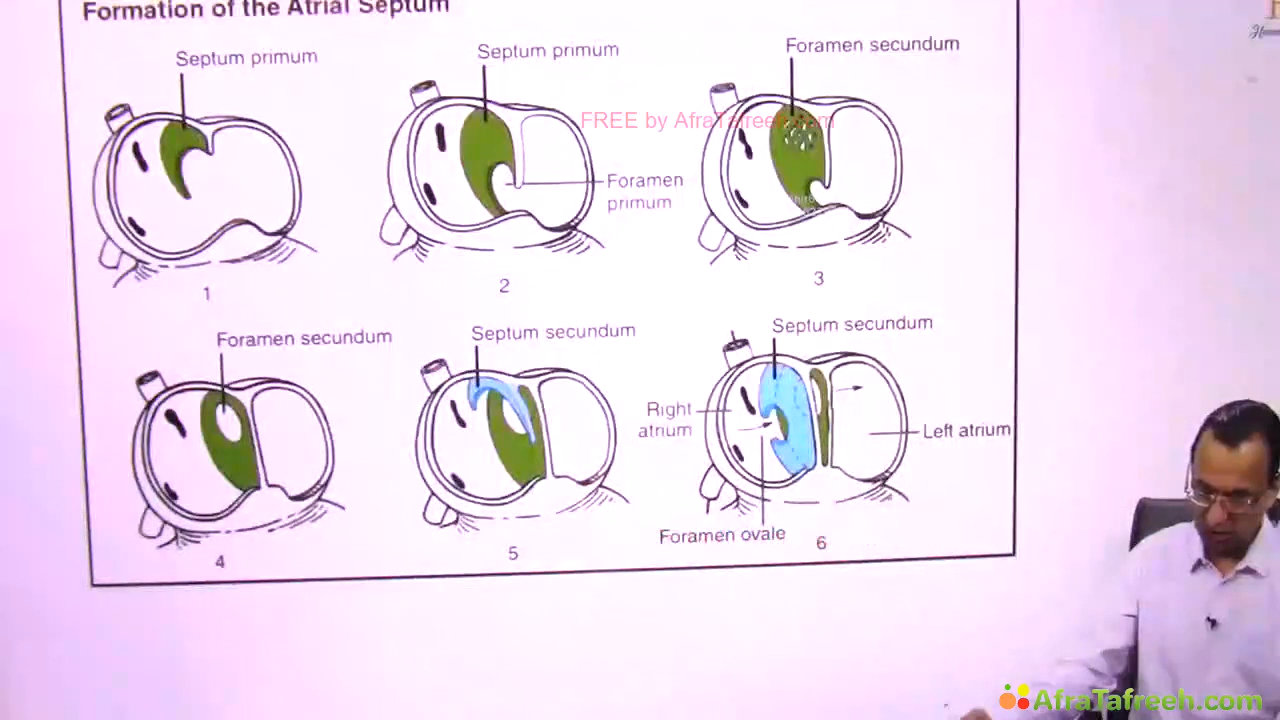 Formation of the Atrial Septum
Septum primum
Septum primum
Foramen secundum
FREE by AfraTafreeh.com
Foramen
primum
1
2
3
Foramen secundum
Septum secundum
Septum secundum
Right
atrium
Left atrium
Foramen ovale
4
5
6
AfraTafreeh.com